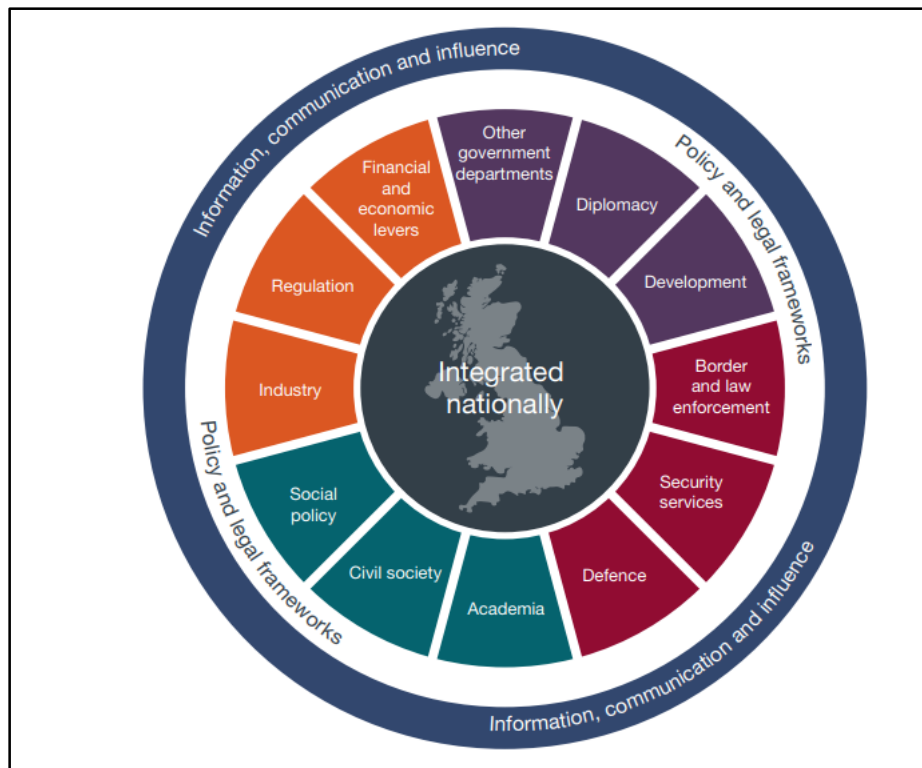 Information, communication and influence
Policy and legal frameworks
Other
government
departments
Diplomacy
Development
Border
and law
enforcement
Security
services
Defence
Academia
Civil society
Social
policy
Industry
Regulation
Financial
and
economic
levers
Integrated
nationally
Policy and legal frameworks
Information, communication and influence